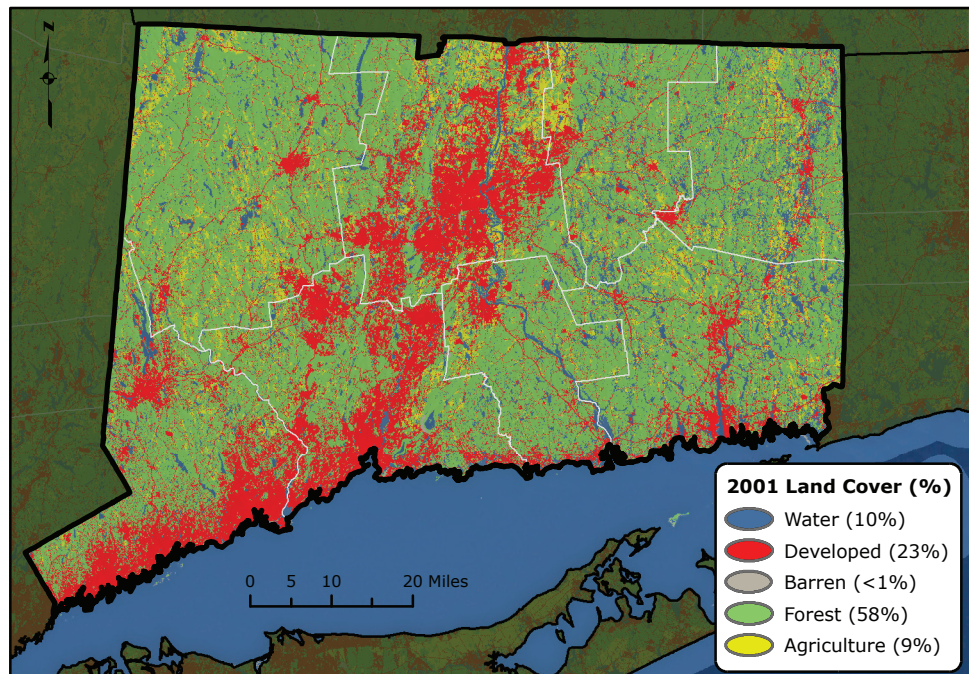 N
0 5 10 20 Miles
2001 Land Cover (%)
Water (10%)
Developed (23%)
Barren (<1%)
Forest (58%)
Agriculture (9%)